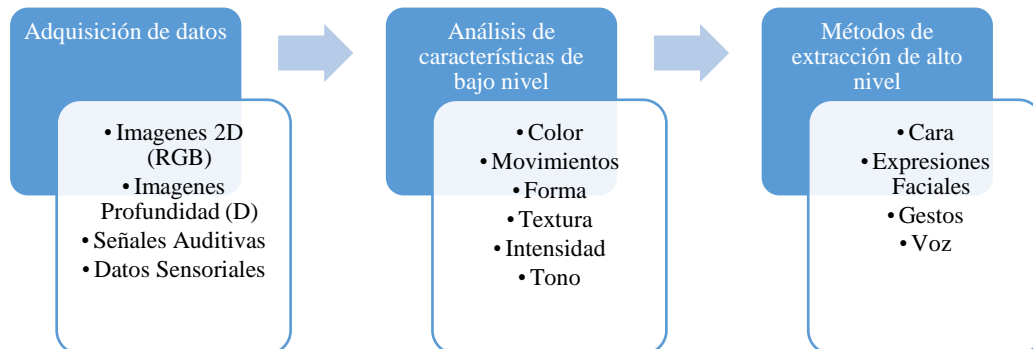 Adquisición de datos
• Imagenes 2D
(RGB)
• Imagenes
Profundidad (D)
• Señales Auditivas
• Datos Sensoriales
Análisis de
características de
bajo nivel
• Color
• Movimientos
• Forma
• Textura
• Intensidad
• Tono
Métodos de
extracción de alto
nivel
• Cara
• Expresiones
Faciales
• Gestos
• Voz